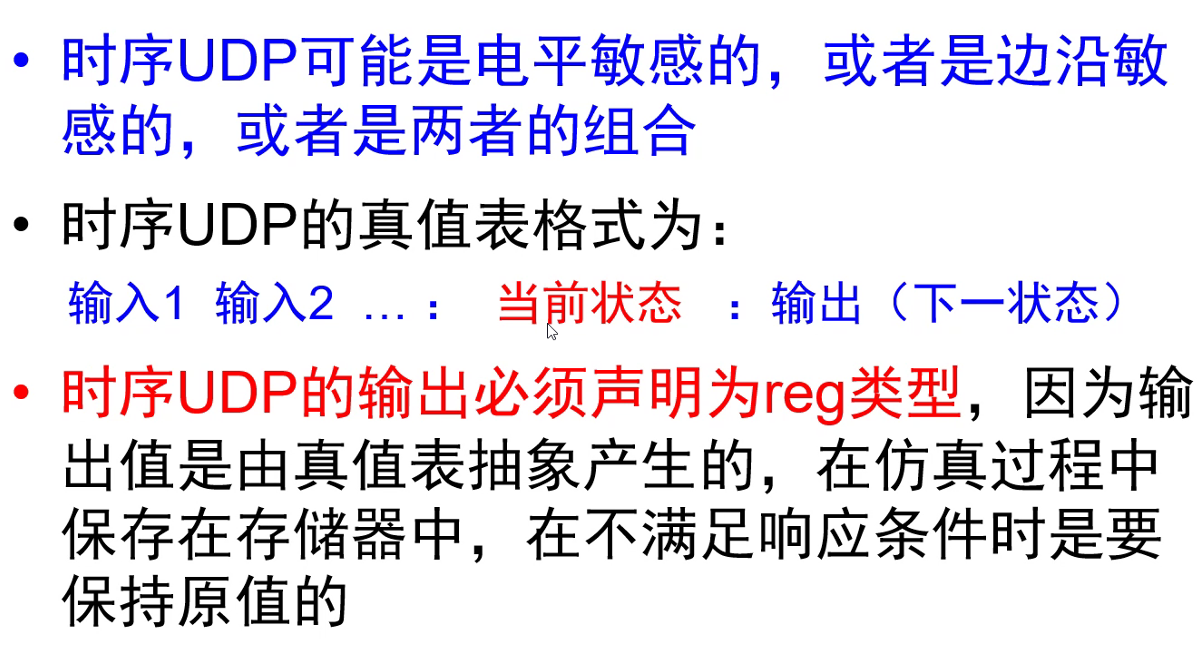 • 时序UDP可能是电平敏感的，或者是边沿敏
感的，或者是两者的组合
• 时序UDP的真值表格式为：
输入1 输入2 … ： 当前状态 ：输出（下一状态）
• 时序UDP的输出必须声明为reg类型，因为输
出值是由真值表抽象产生的，在仿真过程中
保存在存储器中，在不满足响应条件时是要
保持原值的